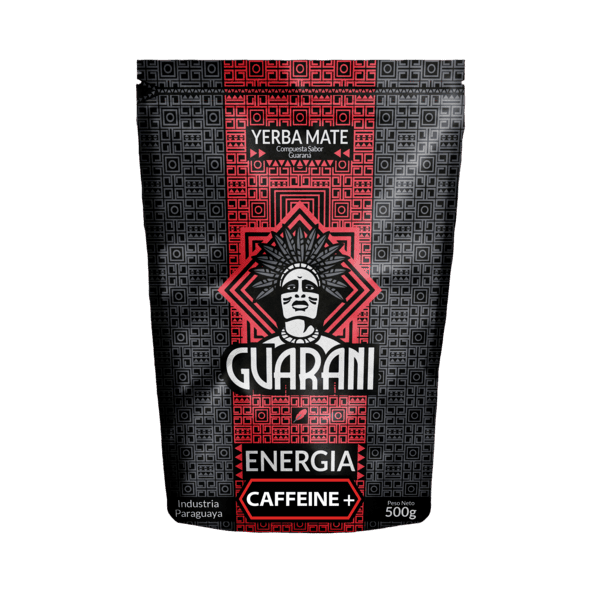 YERBA MATE
Compuesta Sabor
Guaraná
GUARANI
ENERGIA
CAFFEINE +
Industria
Paraguaya
Peso Neto
500g